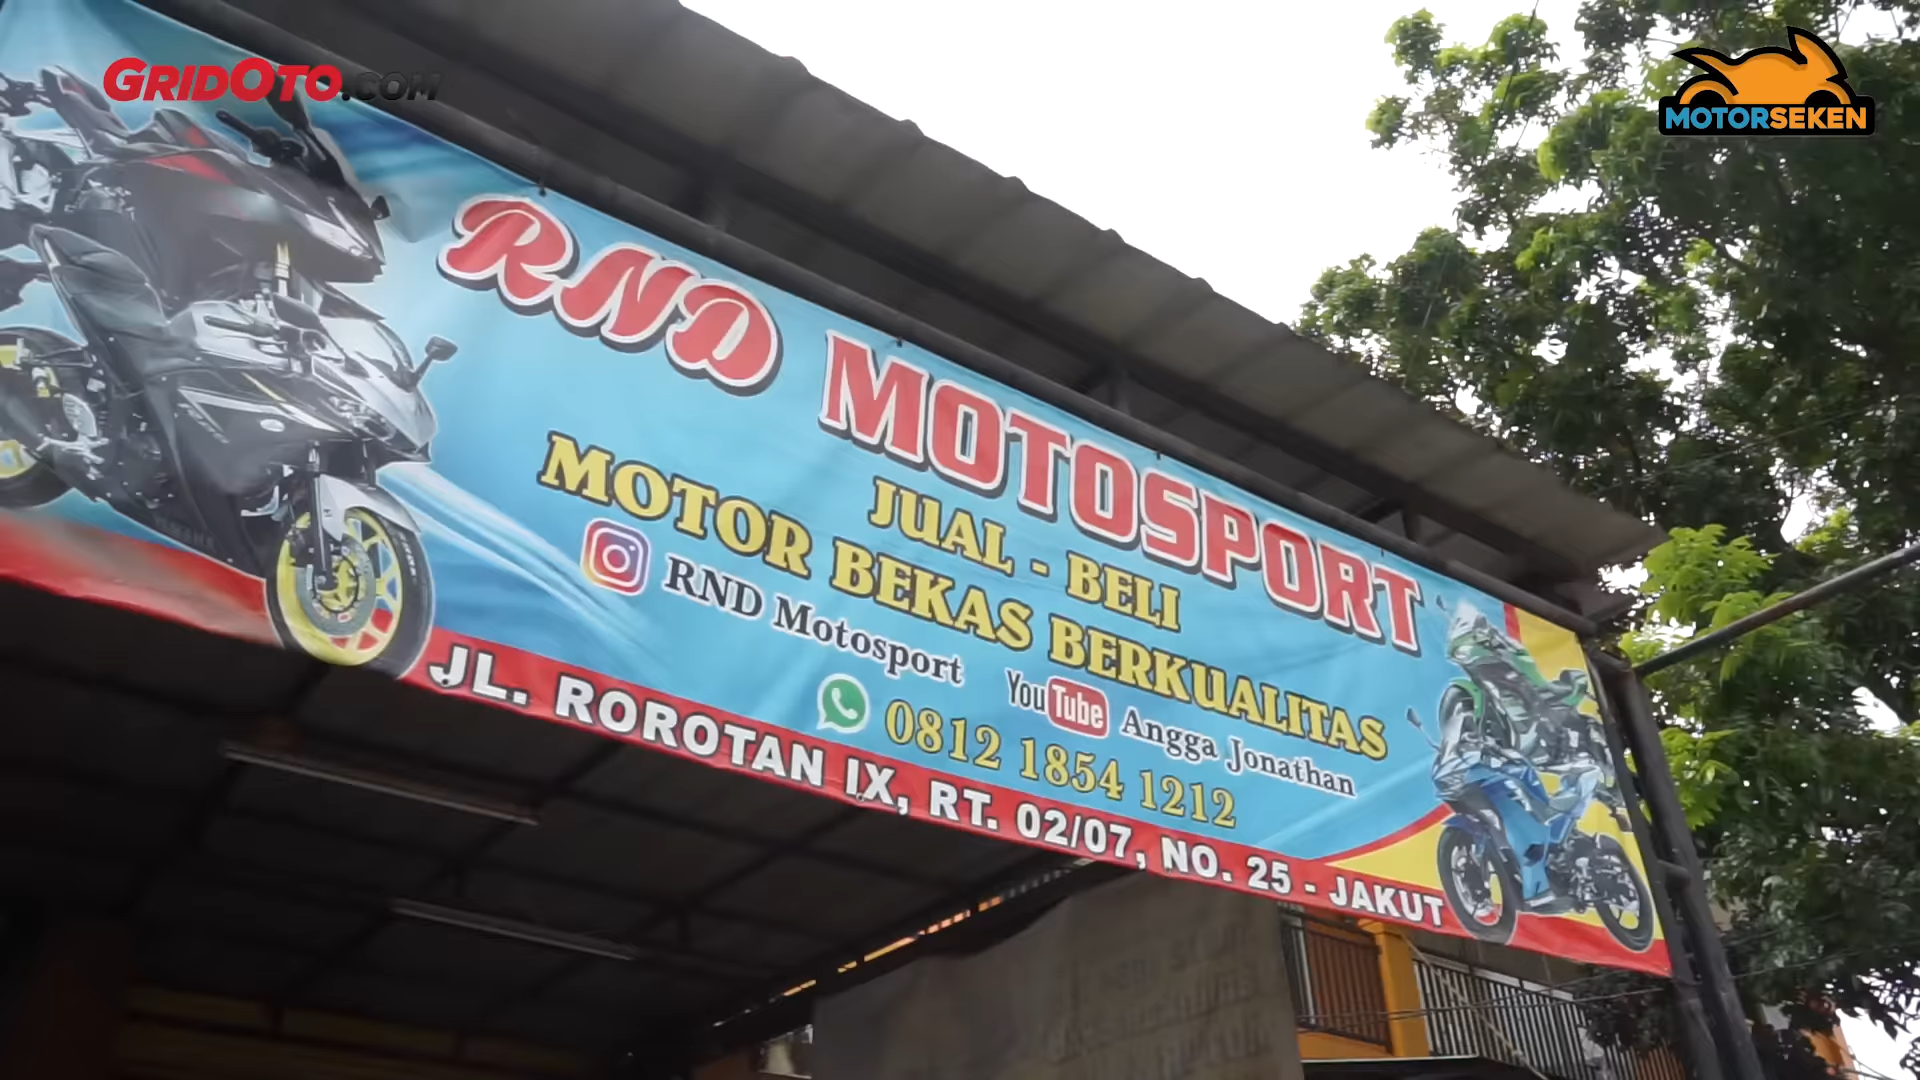 GRIDOTO.COM
MOTORSEKEN
RND MOTOSPORT
JUAL - BELI
MOTOR BEKAS BERKUALITAS
RND Motosport
YouTube Angga Jonathan
0812 1854 1212
JL. ROROTAN IX, RT. 02/07, NO. 25 - JAKUT